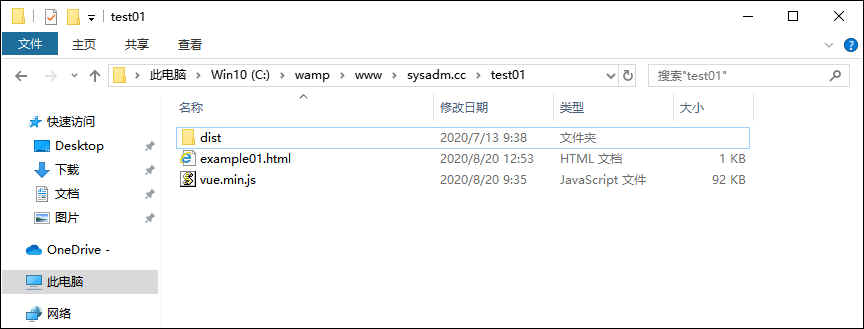 test01
文件 主页 共享 查看
此电脑 > Win10 (C:) > wamp > www > sysadm.cc > test01 搜索"test01"
名称 修改日期 类型 大小
快速访问
Desktop
下载
文档
图片
OneDrive -
此电脑
网络
dist 2020/7/13 9:38 文件夹
example01.html 2020/8/20 12:53 HTML 文档 1 KB
vue.min.js 2020/8/20 9:35 JavaScript 文件 92 KB